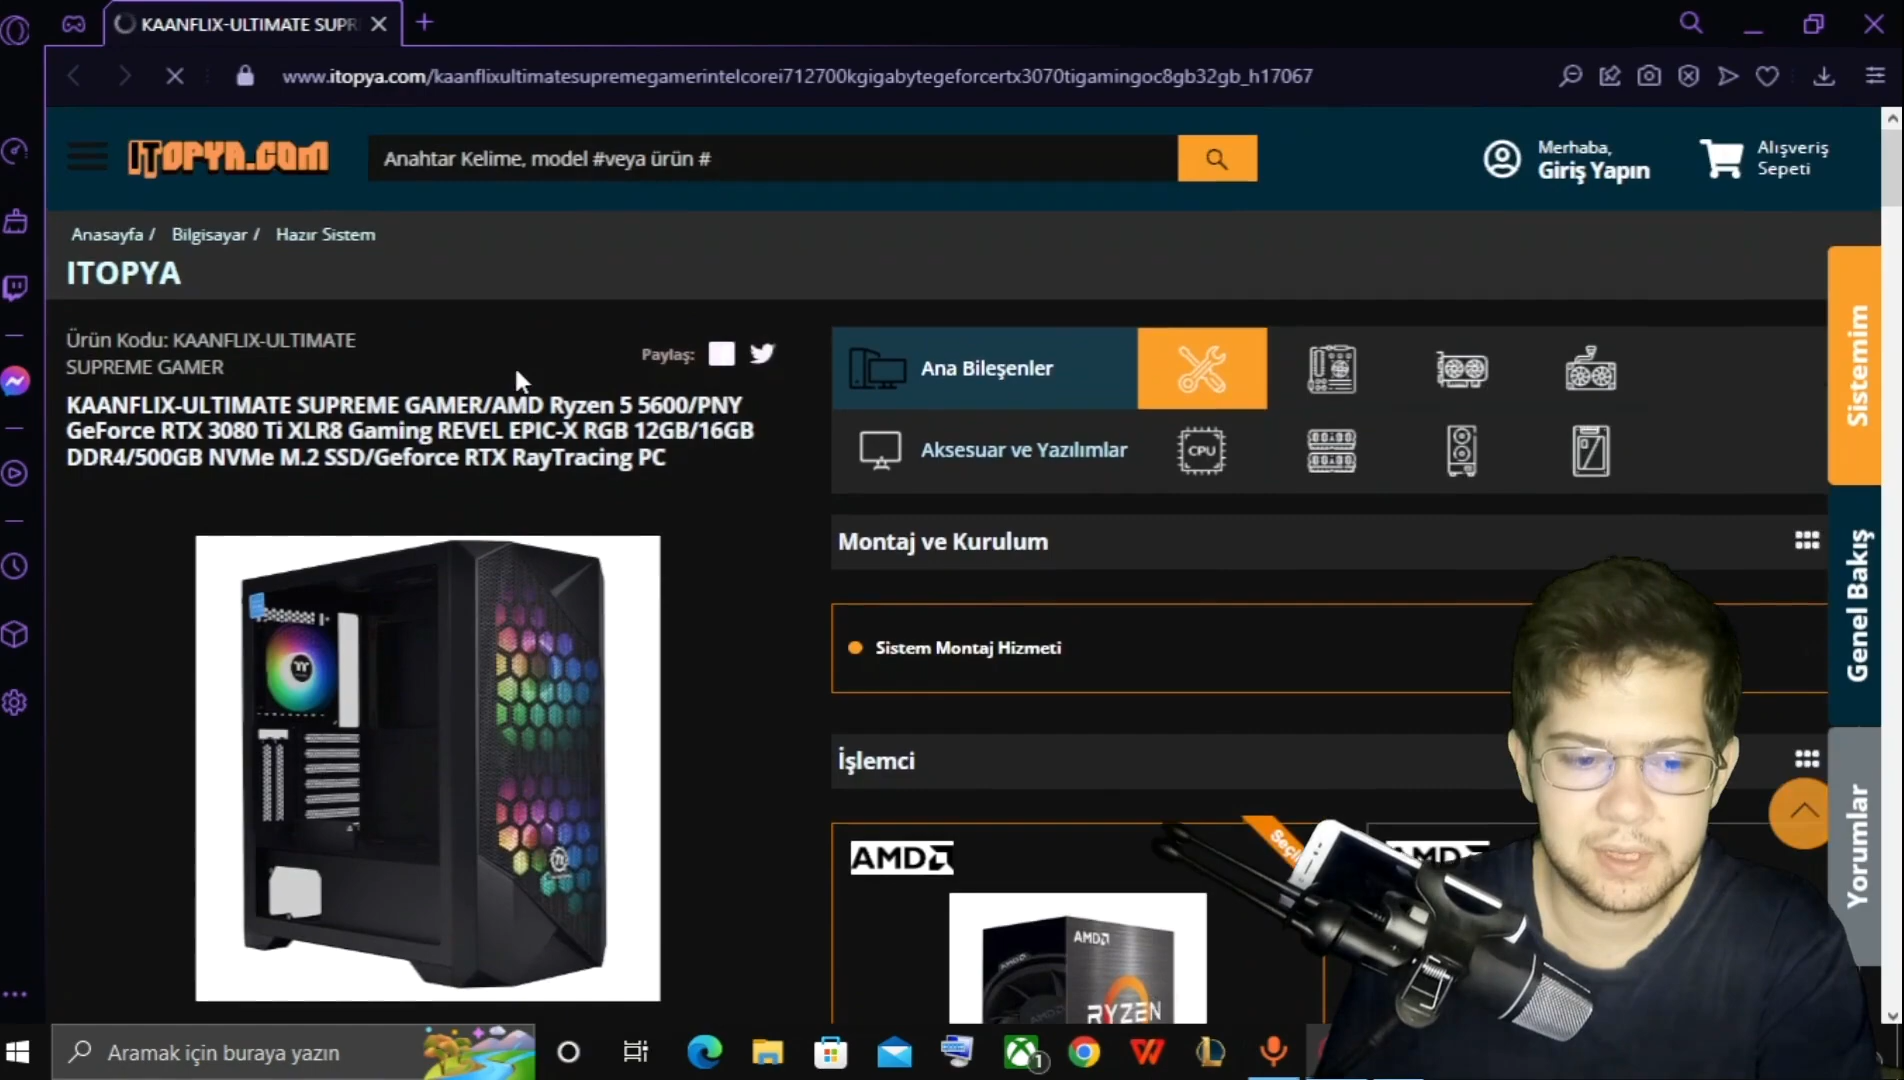 KAANFLIX-ULTIMATE SUPR
www.itopya.com/kaanflixultimatesupremegamerintelcorei712700kgigabytegeforcertx3070tigamingoc8gb32gb_h17067
ITOPYA.COM
Anahtar Kelime, model #veya ürün #
Merhaba,
Giriş Yapın
Alışveriş
Sepeti
Anasayfa / Bilgisayar / Hazır Sistem
ITOPYA
Ürün Kodu: KAANFLIX-ULTIMATE
SUPREME GAMER
Paylaş:
KAANFLIX-ULTIMATE SUPREME GAMER/AMD Ryzen 5 5600/PNY
GeForce RTX 3080 Ti XLR8 Gaming REVEL EPIC-X RGB 12GB/16GB
DDR4/500GB NVMe M.2 SSD/Geforce RTX RayTracing PC
Ana Bileşenler
Aksesuar ve Yazılımlar
CPU
Montaj ve Kurulum
Sistem Montaj Hizmeti
İşlemci
Seçil
AMD
AMD
AMD
RYZEN
Sistemim
Genel Bakış
Yorumlar
Aramak için buraya yazın
1